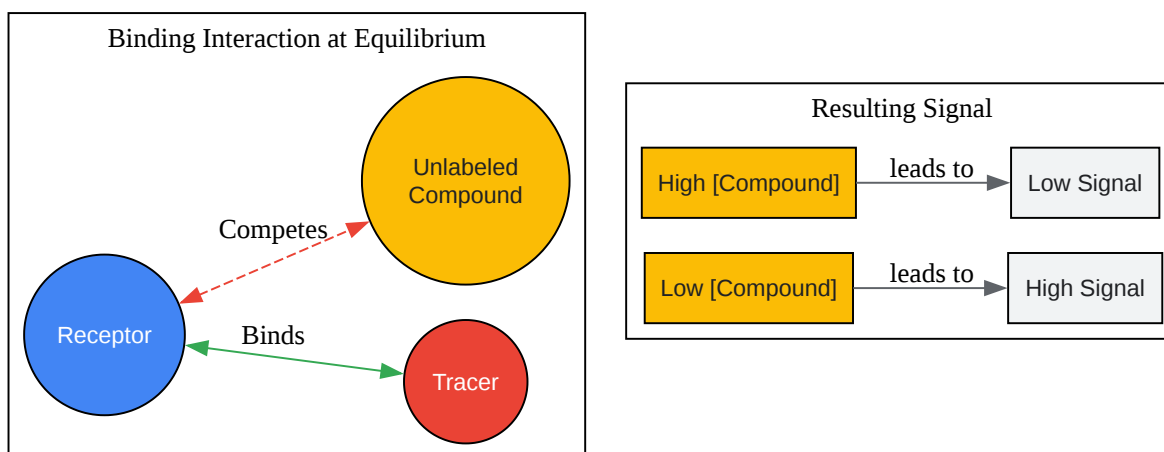 Binding Interaction at Equilibrium
Unlabeled
Compound
Competes
Receptor
Binds
Tracer
Resulting Signal
High [Compound]
leads to
Low Signal
Low [Compound]
leads to
High Signal